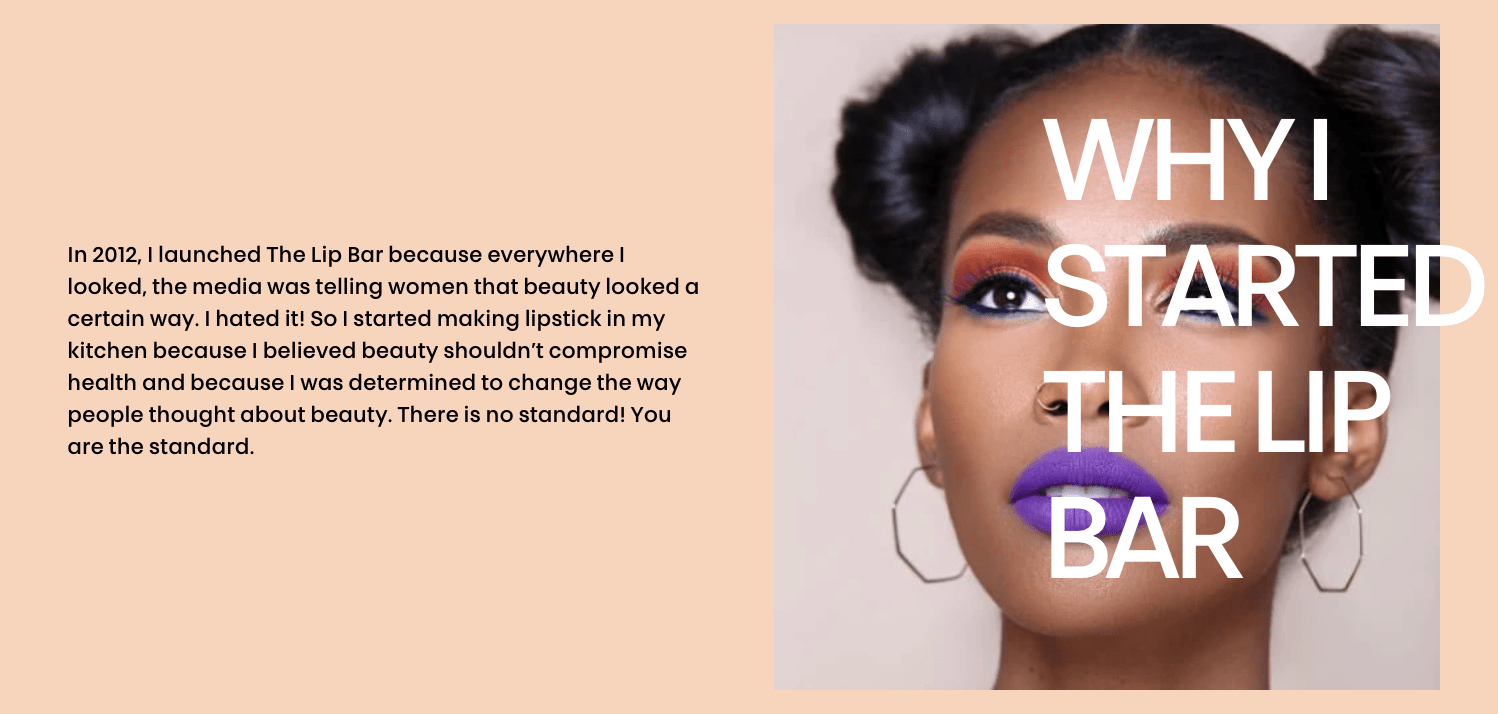 In 2012, I launched The Lip Bar because everywhere I
looked, the media was telling women that beauty looked a
certain way. I hated it! So I started making lipstick in my
kitchen because I believed beauty shouldn’t compromise
health and because I was determined to change the way
people thought about beauty. There is no standard! You
are the standard.
WHY I
STARTED
THE LIP
BAR